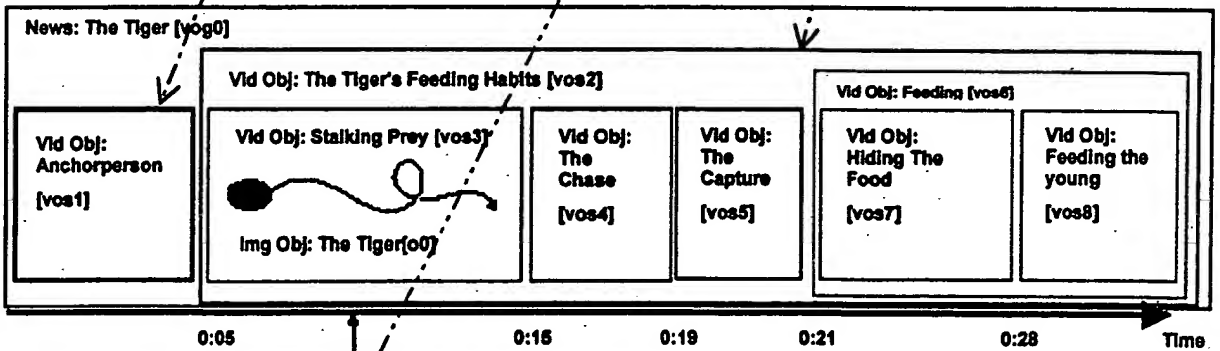 News: The Tiger [vog0]
Vid Obj: The Tiger's Feeding Habits [vos2]
Vid Obj: Feeding [vos6]
Vid Obj:
Anchorperson
[vos1]
Vid Obj: Stalking Prey [vos3]
Img Obj: The Tiger[o0]
Vid Obj:
The
Chase
[vos4]
Vid Obj:
The
Capture
[vos5]
Vid Obj:
Hiding The
Food
[vos7]
Vid Obj:
Feeding the
young
[vos8]
0:05 0:15 0:19 0:21 0:28 Time